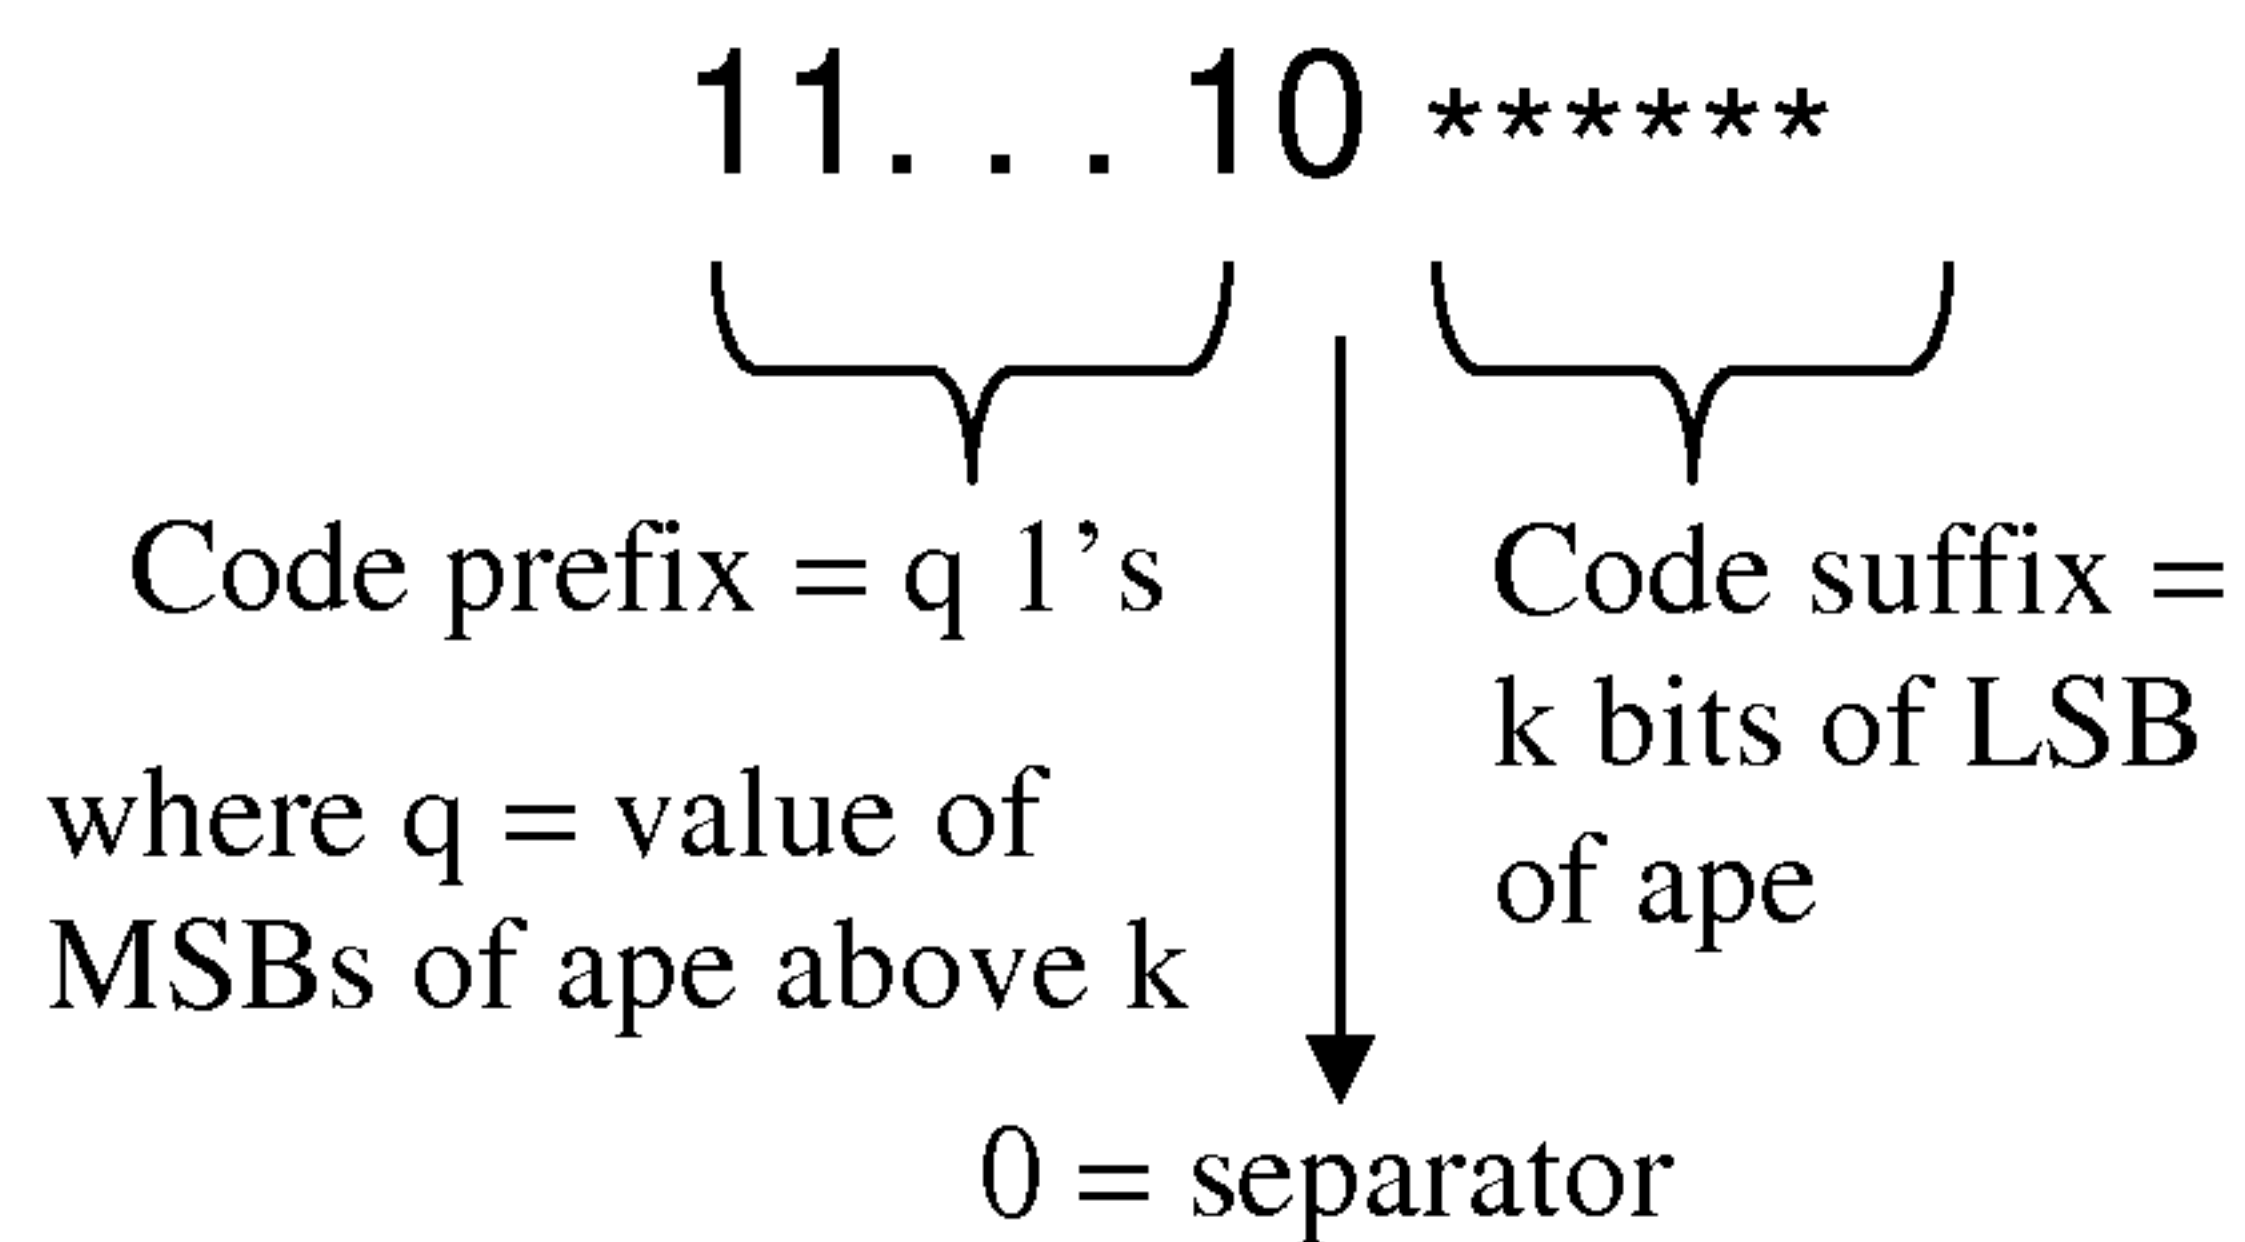 11...10 ******
Code prefix = q 1’s
where q = value of
MSBs of ape above k
Code suffix =
k bits of LSB
of ape
0 = separator